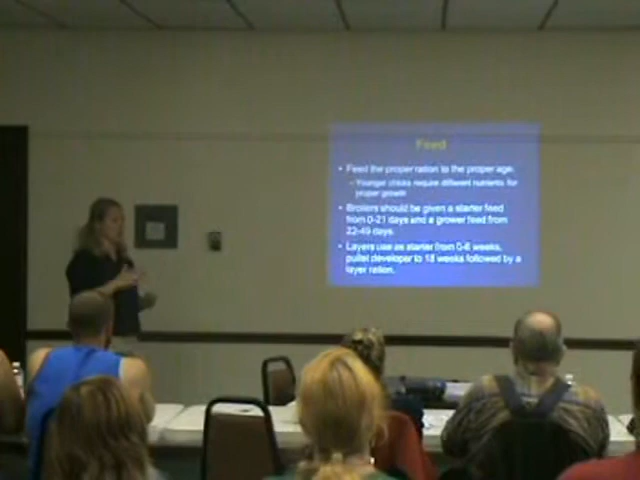 Feed
• Feed the proper ration to the proper age.
– Younger chicks require different nutrients for
proper growth
• Broilers should be given a starter feed
from 0-21 days and a grower feed from
22-49 days.
• Layers use as starter from 0-6 weeks,
pullet developer to 18 weeks followed by a
layer ration.